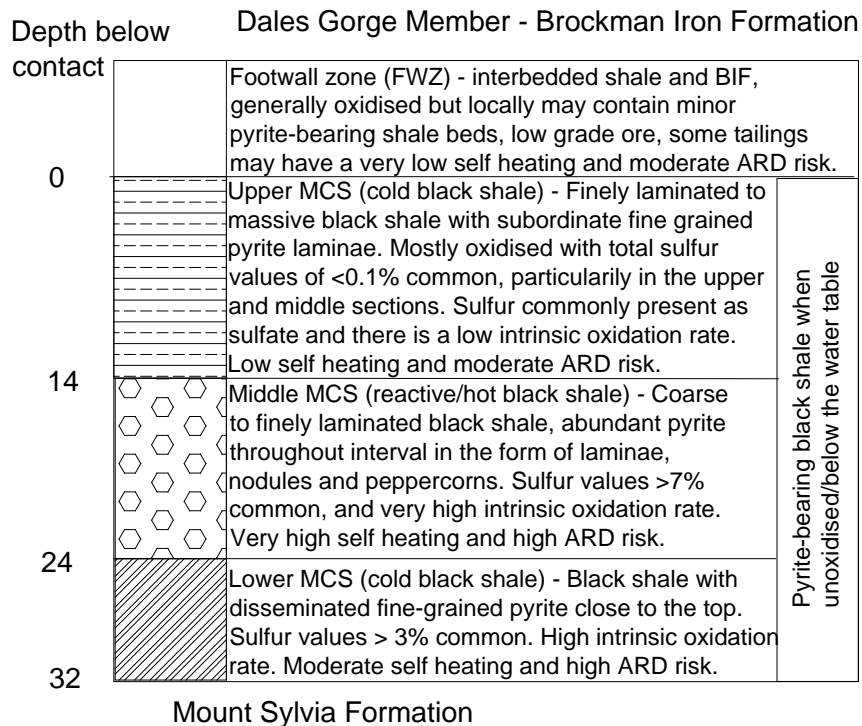 Dales Gorge Member - Brockman Iron Formation
Depth below
contact
Footwall zone (FWZ) - interbedded shale and BIF,
generally oxidised but locally may contain minor
pyrite-bearing shale beds, low grade ore, some tailings
may have a very low self heating and moderate ARD risk.
0
Upper MCS (cold black shale) - Finely laminated to
massive black shale with subordinate fine grained
pyrite laminae. Mostly oxidised with total sulfur
values of <0.1% common, particularily in the upper
and middle sections. Sulfur commonly present as
sulfate and there is a low intrinsic oxidation rate.
Low self heating and moderate ARD risk.
14
Middle MCS (reactive/hot black shale) - Coarse
to finely laminated black shale, abundant pyrite
throughout interval in the form of laminae,
nodules and peppercorns. Sulfur values >7%
common, and very high intrinsic oxidation rate.
Very high self heating and high ARD risk.
24
Lower MCS (cold black shale) - Black shale with
disseminated fine-grained pyrite close to the top.
Sulfur values > 3% common. High intrinsic oxidation
rate. Moderate self heating and high ARD risk.
32
Pyrite-bearing black shale when
unoxidised/below the water table
Mount Sylvia Formation